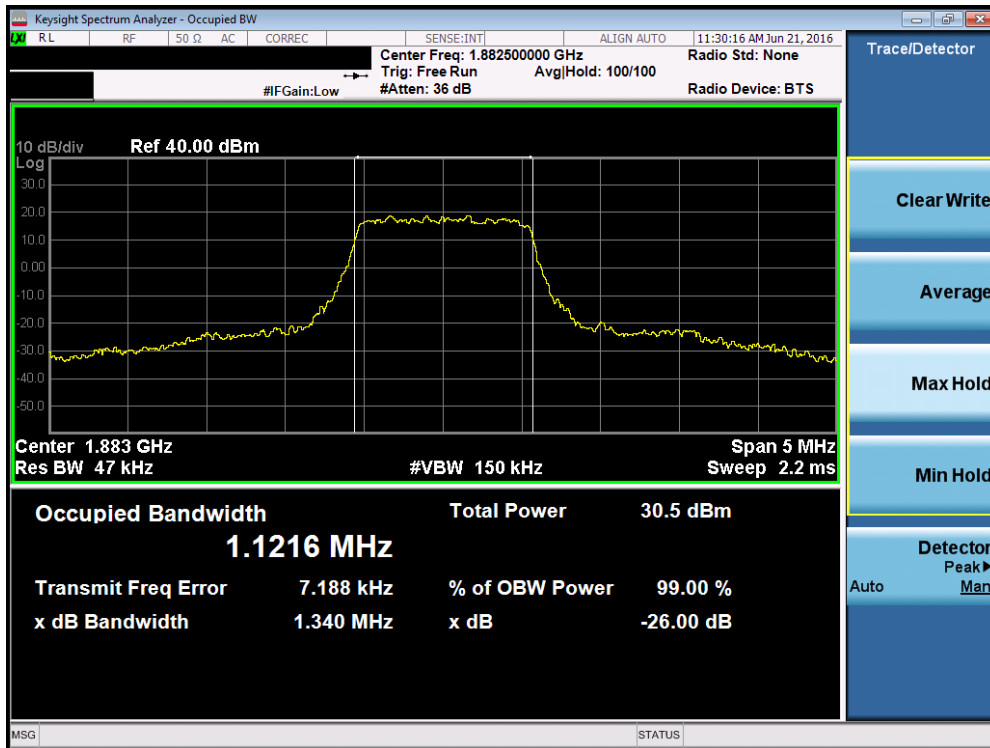 Keysight Spectrum Analyzer - Occupied BW
LXI RL RF 50 Ω AC CORREC SENSE:INT ALIGN AUTO 11:30:16 AM Jun 21, 2016
Center Freq: 1.882500000 GHz Radio Std: None
Trig: Free Run Avg|Hold: 100/100
#IFGain:Low #Atten: 36 dB Radio Device: BTS
10 dB/div Ref 40.00 dBm
Log
30.0
20.0
10.0
0.00
-10.0
-20.0
-30.0
-40.0
-50.0
Center 1.883 GHz Span 5 MHz
Res BW 47 kHz #VBW 150 kHz Sweep 2.2 ms
Occupied Bandwidth Total Power 30.5 dBm
1.1216 MHz
Transmit Freq Error 7.188 kHz % of OBW Power 99.00 %
x dB Bandwidth 1.340 MHz x dB -26.00 dB
MSG STATUS
Trace/Detector
Clear Write
Average
Max Hold
Min Hold
Detector
Peak▶
Auto Man